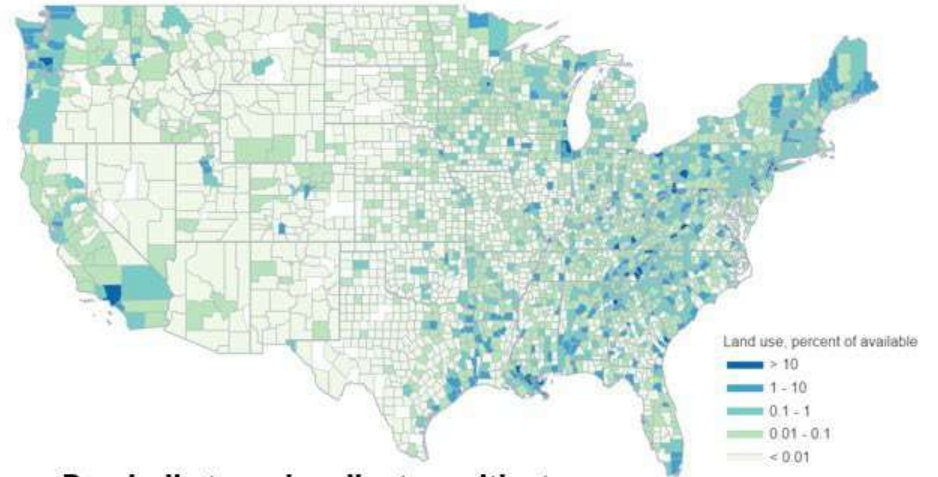 Land use, percent of available
> 10
1 - 10
0.1 - 1
0.01 - 0.1
< 0.01